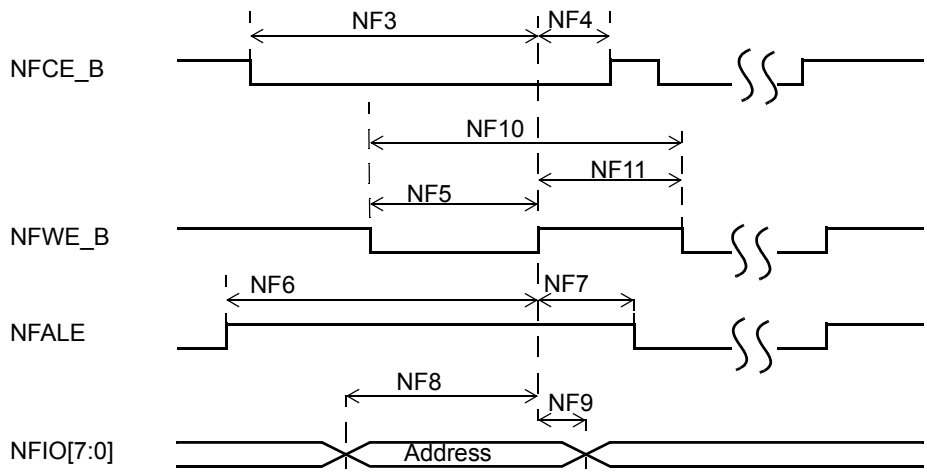 NF3
NF4
NFCE_B
NF10
NF11
NF5
NFWE_B
NF6
NF7
NFALE
NF8
NF9
NFIO[7:0]
Address